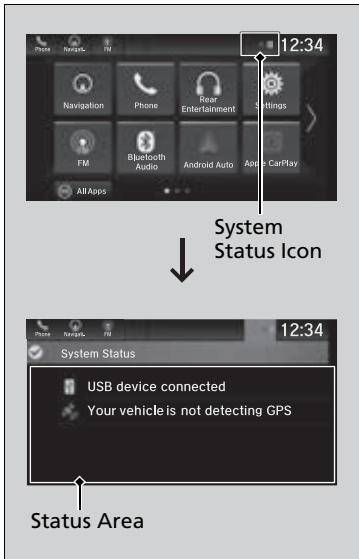 Phone Navigati.. FM 12:34
Navigation Phone Rear Entertainment Settings
FM Bluetooth Audio Android Auto Apple CarPlay
All Apps
System Status Icon
Phone Navigati.. FM 12:34
System Status
USB device connected
Your vehicle is not detecting GPS
Status Area